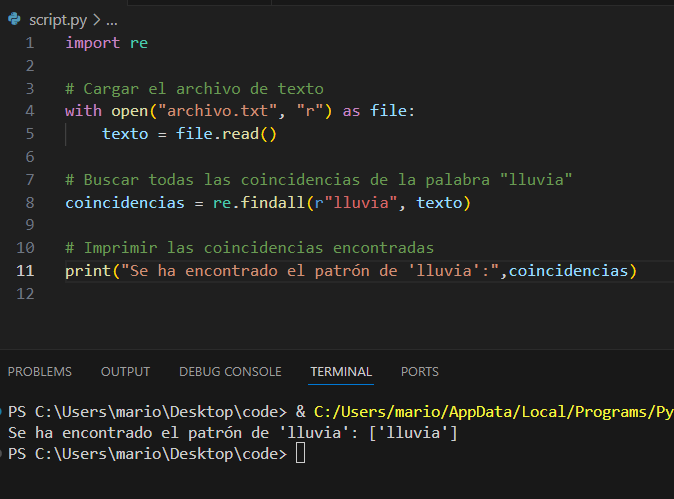 script.py > ...
1 import re
2
3 # Cargar el archivo de texto
4 with open("archivo.txt", "r") as file:
5     texto = file.read()
6
7 # Buscar todas las coincidencias de la palabra "lluvia"
8 coincidencias = re.findall(r"lluvia", texto)
9
10 # Imprimir las coincidencias encontradas
11 print("Se ha encontrado el patrón de 'lluvia':",coincidencias)
12
PROBLEMS OUTPUT DEBUG CONSOLE TERMINAL PORTS
PS C:\Users\mario\Desktop\code> & C:/Users/mario/AppData/Local/Programs/Py
Se ha encontrado el patrón de 'lluvia': ['lluvia']
PS C:\Users\mario\Desktop\code>